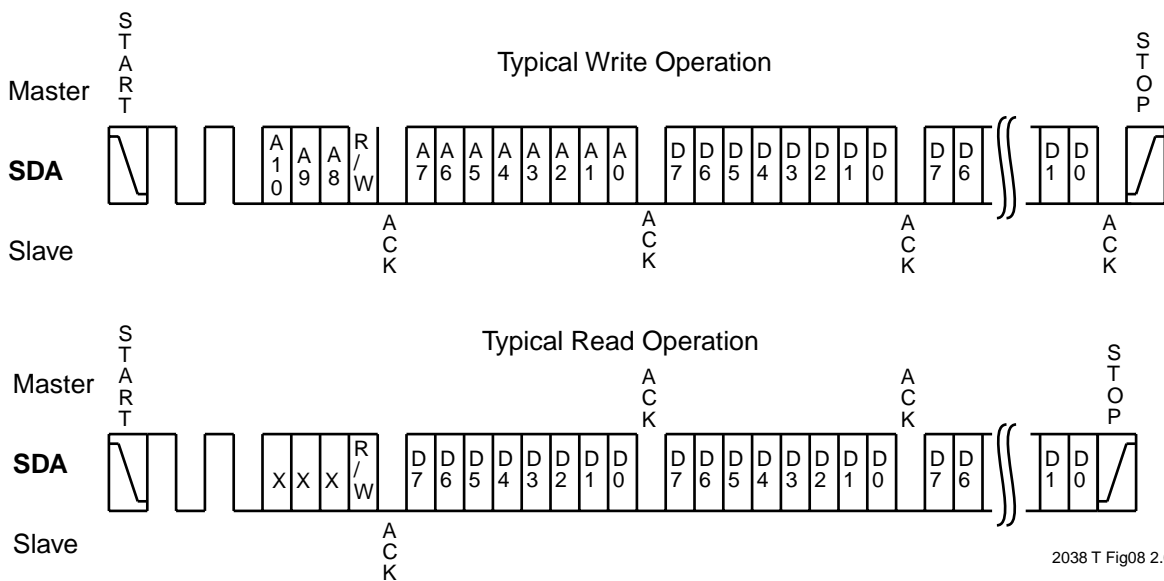 START
Typical Write Operation
STOP
Master
SDA
A10 A9 A8 R/W A7 A6 A5 A4 A3 A2 A1 A0 D7 D6 D5 D4 D3 D2 D1 D0 D7 D6 D1 D0
ACK ACK ACK ACK
Slave
START
Typical Read Operation
ACK ACK
STOP
Master
SDA
X X X R/W D7 D6 D5 D4 D3 D2 D1 D0 D7 D6 D5 D4 D3 D2 D1 D0 D7 D6 D1 D0
Slave
ACK
2038 T Fig08 2.